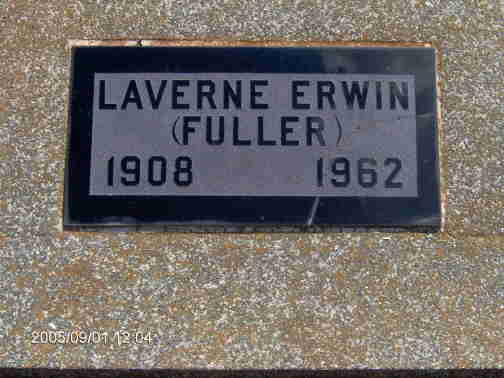 LAVERNE ERWIN
(FULLER)
1908 1962
2005/09/01 12:04